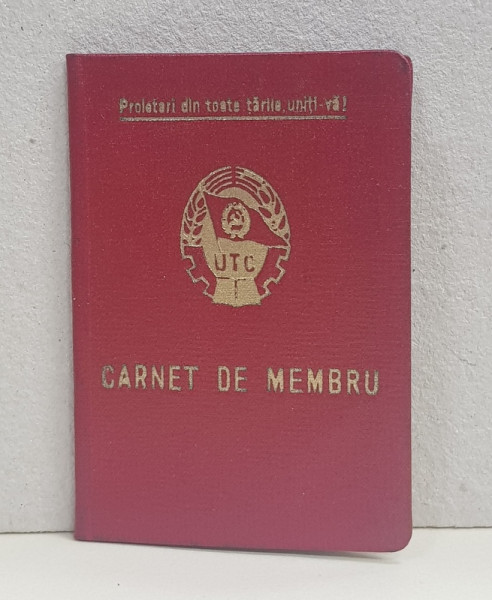 Proletari din toate țările, uniți-vă!
UTC
CARNET DE MEMBRU